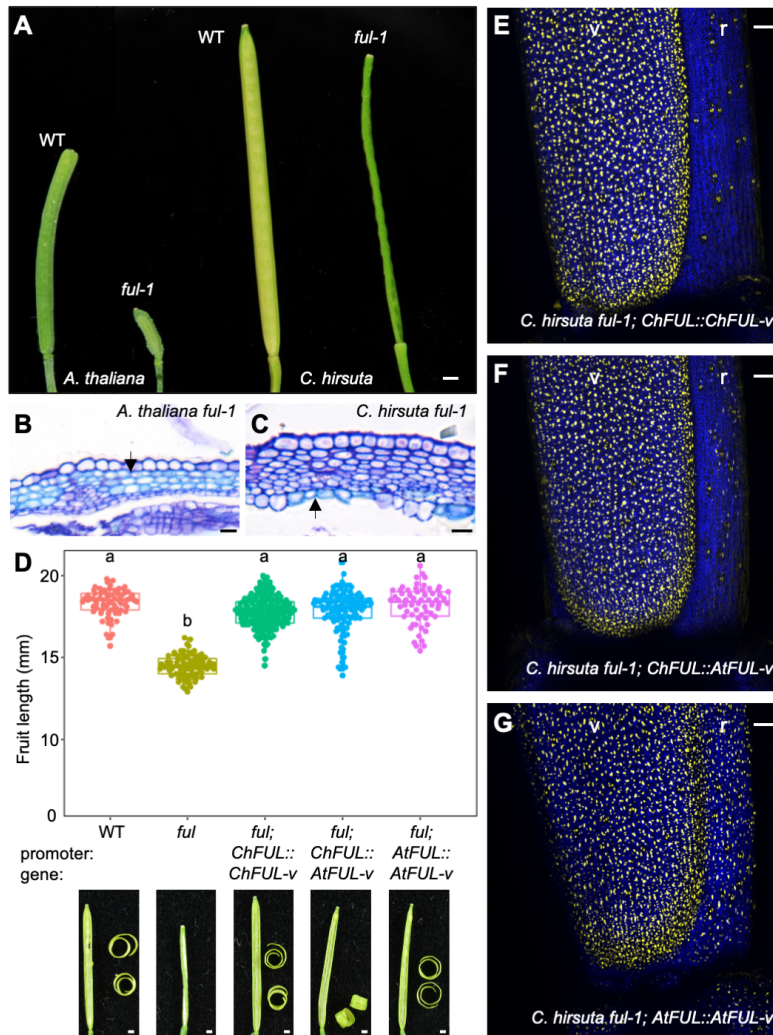 A
WT
ful-1
WT
ful-1
A. thaliana
C. hirsuta
B
A. thaliana ful-1
C
C. hirsuta ful-1
D
a
b
a
a
a
20
15
10
0
Fruit length (mm)
WT
ful
ful;
ChFUL::
ChFUL-v
ful;
ChFUL::
AtFUL-v
ful;
AtFUL::
AtFUL-v
promoter:
gene:
E
v
r
C. hirsuta ful-1; ChFUL::ChFUL-v
F
v
r
C. hirsuta ful-1; ChFUL::AtFUL-v
G
v
r
C. hirsuta ful-1; AtFUL::AtFUL-v